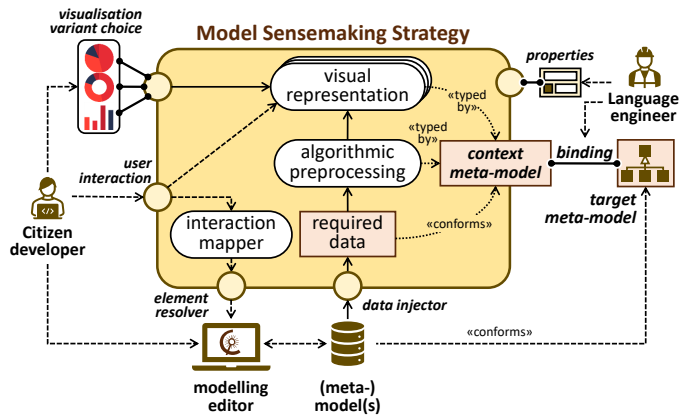 visualisation
variant choice
Model Sensemaking Strategy
properties
visual
representation
«typed
by»
Language
engineer
«typed
by»
algorithmic
preprocessing
context
meta-model
binding
user
interaction
target
meta-model
Citizen
developer
interaction
mapper
required
data
«conforms»
element
resolver
data injector
«conforms»
modelling
editor
(meta-)
model(s)